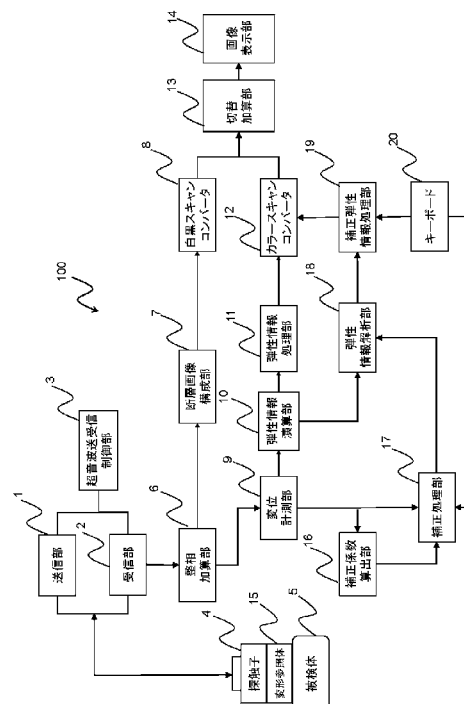 100
1
送信部
2
受信部
3
超音波送受信
制御部
4
探触子
15
変形参照体
5
被検体
6
整相
加算部
7
断層画像
構成部
8
白黒スキャン
コンバータ
9
変位
計測部
10
弾性情報
演算部
11
弾性情報
処理部
12
カラースキャン
コンバータ
13
切替
加算部
14
画像
表示部
16
補正係数
算出部
17
補正処理部
18
弾性
情報解析部
19
補正弾性
情報処理部
20
キーボード